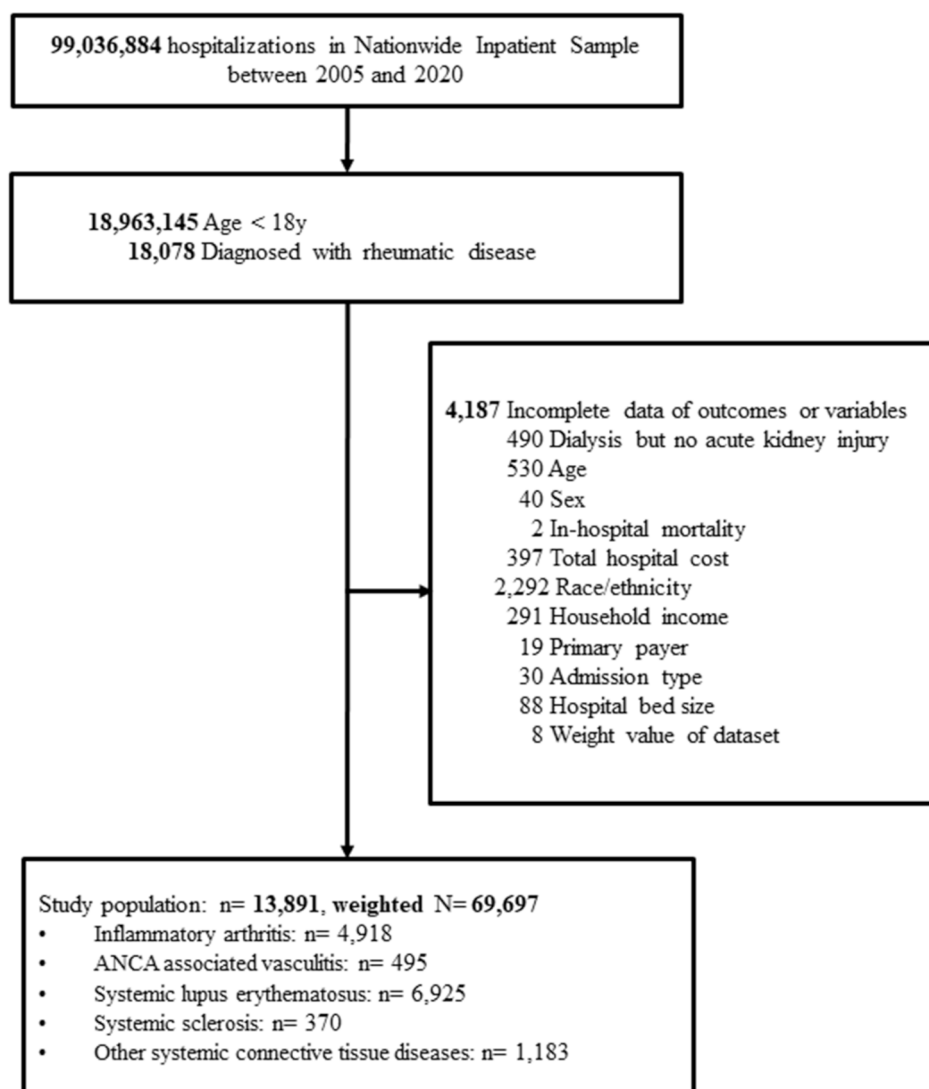 99,036,884 hospitalizations in Nationwide Inpatient Sample
between 2005 and 2020
18,963,145 Age < 18y
18,078 Diagnosed with rheumatic disease
4,187 Incomplete data of outcomes or variables
490 Dialysis but no acute kidney injury
530 Age
40 Sex
2 In-hospital mortality
397 Total hospital cost
2,292 Race/ethnicity
291 Household income
19 Primary payer
30 Admission type
88 Hospital bed size
8 Weight value of dataset
Study population: n= 13,891, weighted N= 69,697
• Inflammatory arthritis: n= 4,918
• ANCA associated vasculitis: n= 495
• Systemic lupus erythematosus: n= 6,925
• Systemic sclerosis: n= 370
• Other systemic connective tissue diseases: n= 1,183